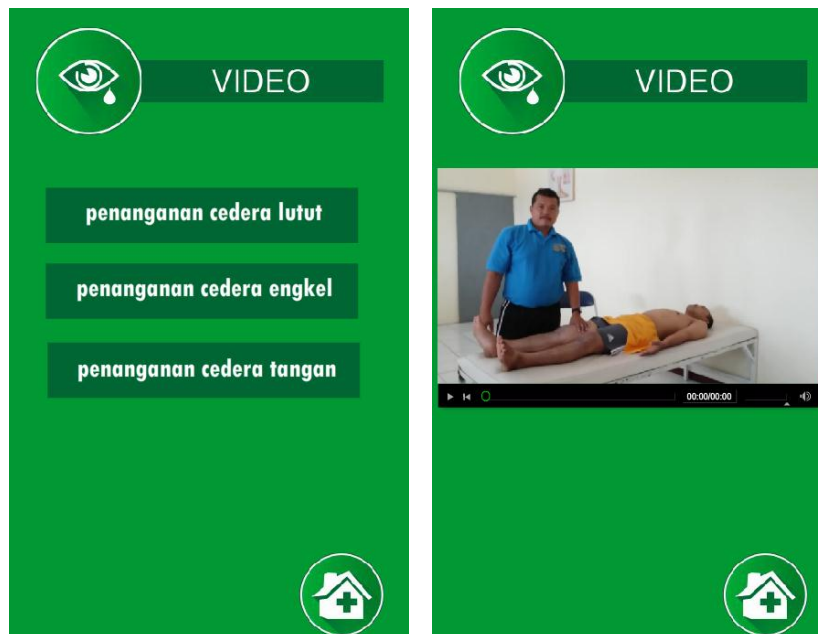 VIDEO
penanganan cedera lutut
penanganan cedera engkel
penanganan cedera tangan
VIDEO
00:00/00:00